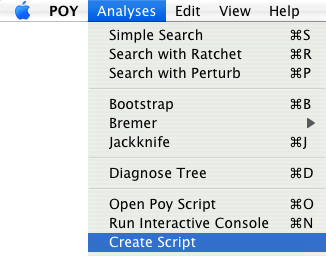 POY Analyses Edit View Help
Simple Search ⌘S
Search with Ratchet ⌘R
Search with Perturb ⌘P
Bootstrap ⌘B
Bremer
Jackknife ⌘J
Diagnose Tree ⌘D
Open Poy Script ⌘O
Run Interactive Console ⌘N
Create Script